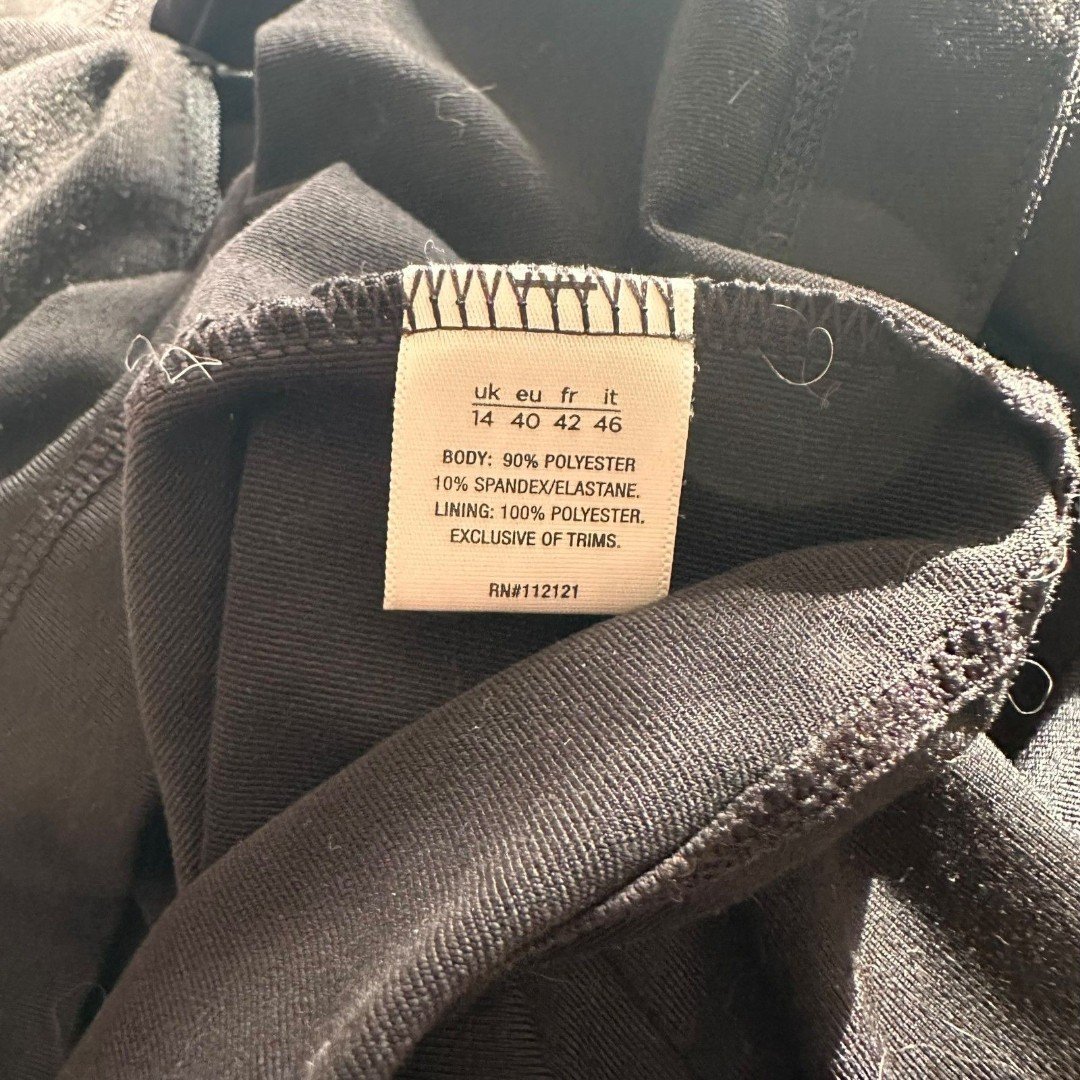 uk eu fr it
14 40 42 46
BODY: 90% POLYESTER
10% SPANDEX/ELASTANE.
LINING: 100% POLYESTER.
EXCLUSIVE OF TRIMS.
RN#112121